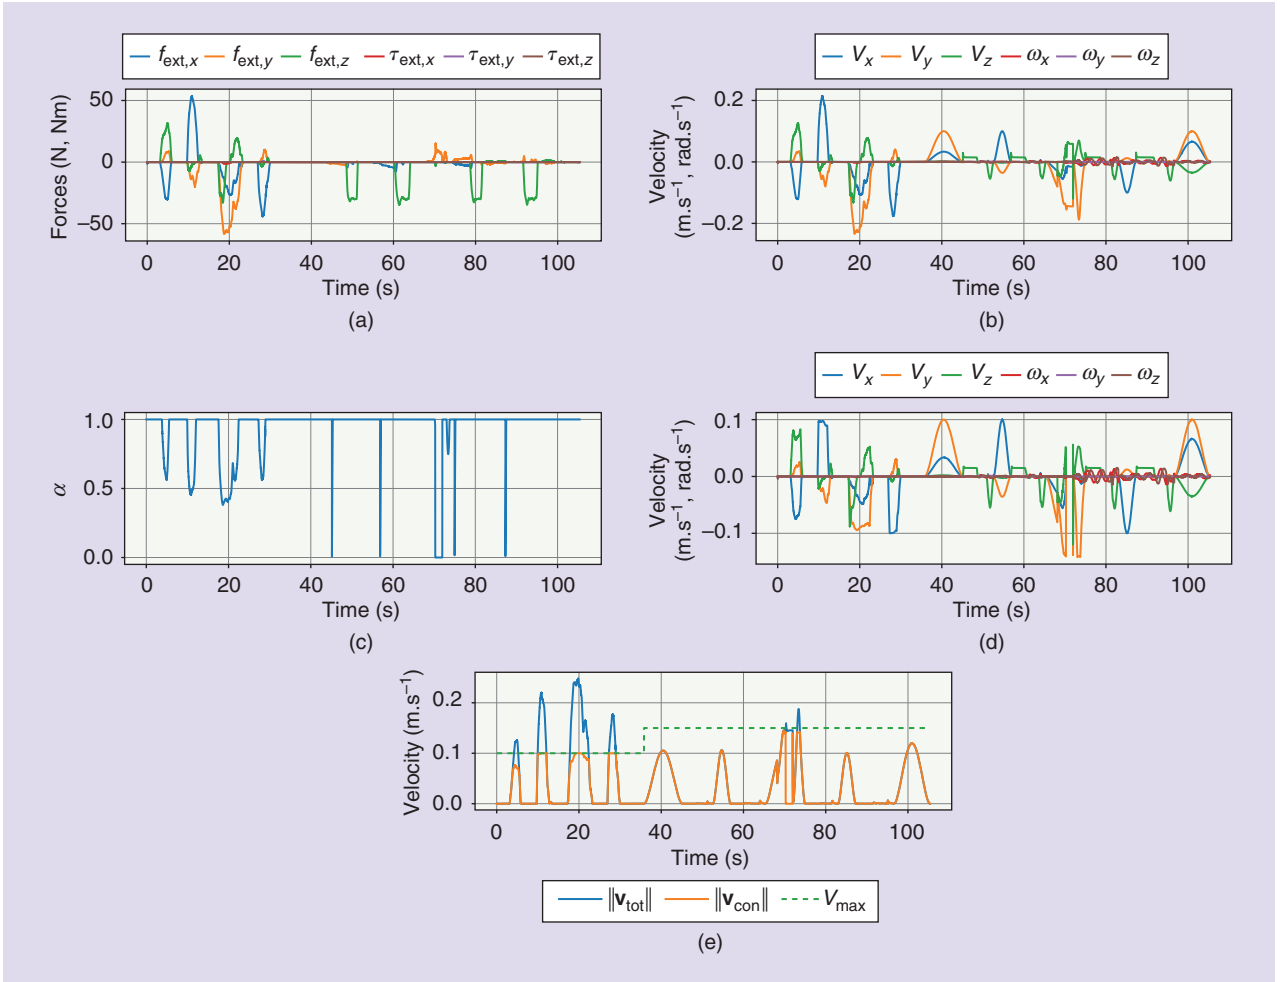 f_ext,x f_ext,y f_ext,z τ_ext,x τ_ext,y τ_ext,z
Forces (N, Nm)
50
0
−50
0 20 40 60 80 100
Time (s)
(a)
V_x V_y V_z ω_x ω_y ω_z
Velocity
(m.s⁻¹, rad.s⁻¹)
0.2
0.0
−0.2
0 20 40 60 80 100
Time (s)
(b)
α
1.0
0.5
0.0
0 20 40 60 80 100
Time (s)
(c)
V_x V_y V_z ω_x ω_y ω_z
Velocity
(m.s⁻¹, rad.s⁻¹)
0.1
0.0
−0.1
0 20 40 60 80 100
Time (s)
(d)
Velocity (m.s⁻¹)
0.2
0.1
0.0
0 20 40 60 80 100
Time (s)
‖v_tot‖ ‖v_con‖ V_max
(e)